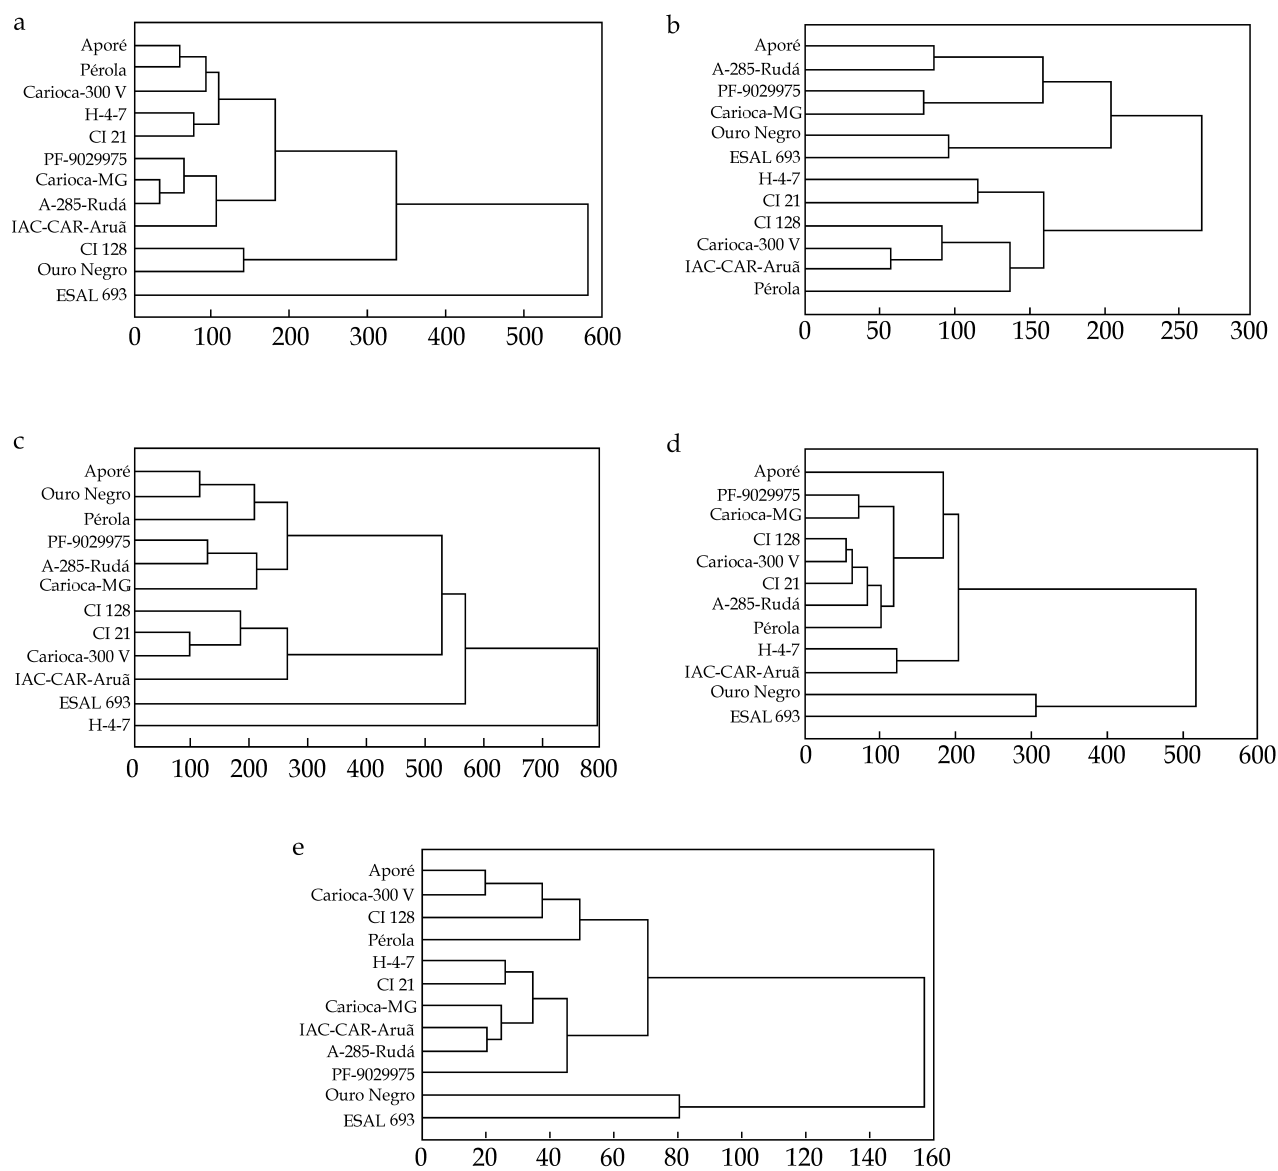 a
Aporé
Pérola
Carioca-300 V
H-4-7
CI 21
PF-9029975
Carioca-MG
A-285-Rudá
IAC-CAR-Aruã
CI 128
Ouro Negro
ESAL 693
0 100 200 300 400 500 600
b
Aporé
A-285-Rudá
PF-9029975
Carioca-MG
Ouro Negro
ESAL 693
H-4-7
CI 21
CI 128
Carioca-300 V
IAC-CAR-Aruã
Pérola
0 50 100 150 200 250 300
c
Aporé
Ouro Negro
Pérola
PF-9029975
A-285-Rudá
Carioca-MG
CI 128
CI 21
Carioca-300 V
IAC-CAR-Aruã
ESAL 693
H-4-7
0 100 200 300 400 500 600 700 800
d
Aporé
PF-9029975
Carioca-MG
CI 128
Carioca-300 V
CI 21
A-285-Rudá
Pérola
H-4-7
IAC-CAR-Aruã
Ouro Negro
ESAL 693
0 100 200 300 400 500 600
e
Aporé
Carioca-300 V
CI 128
Pérola
H-4-7
CI 21
Carioca-MG
IAC-CAR-Aruã
A-285-Rudá
PF-9029975
Ouro Negro
ESAL 693
0 20 40 60 80 100 120 140 160